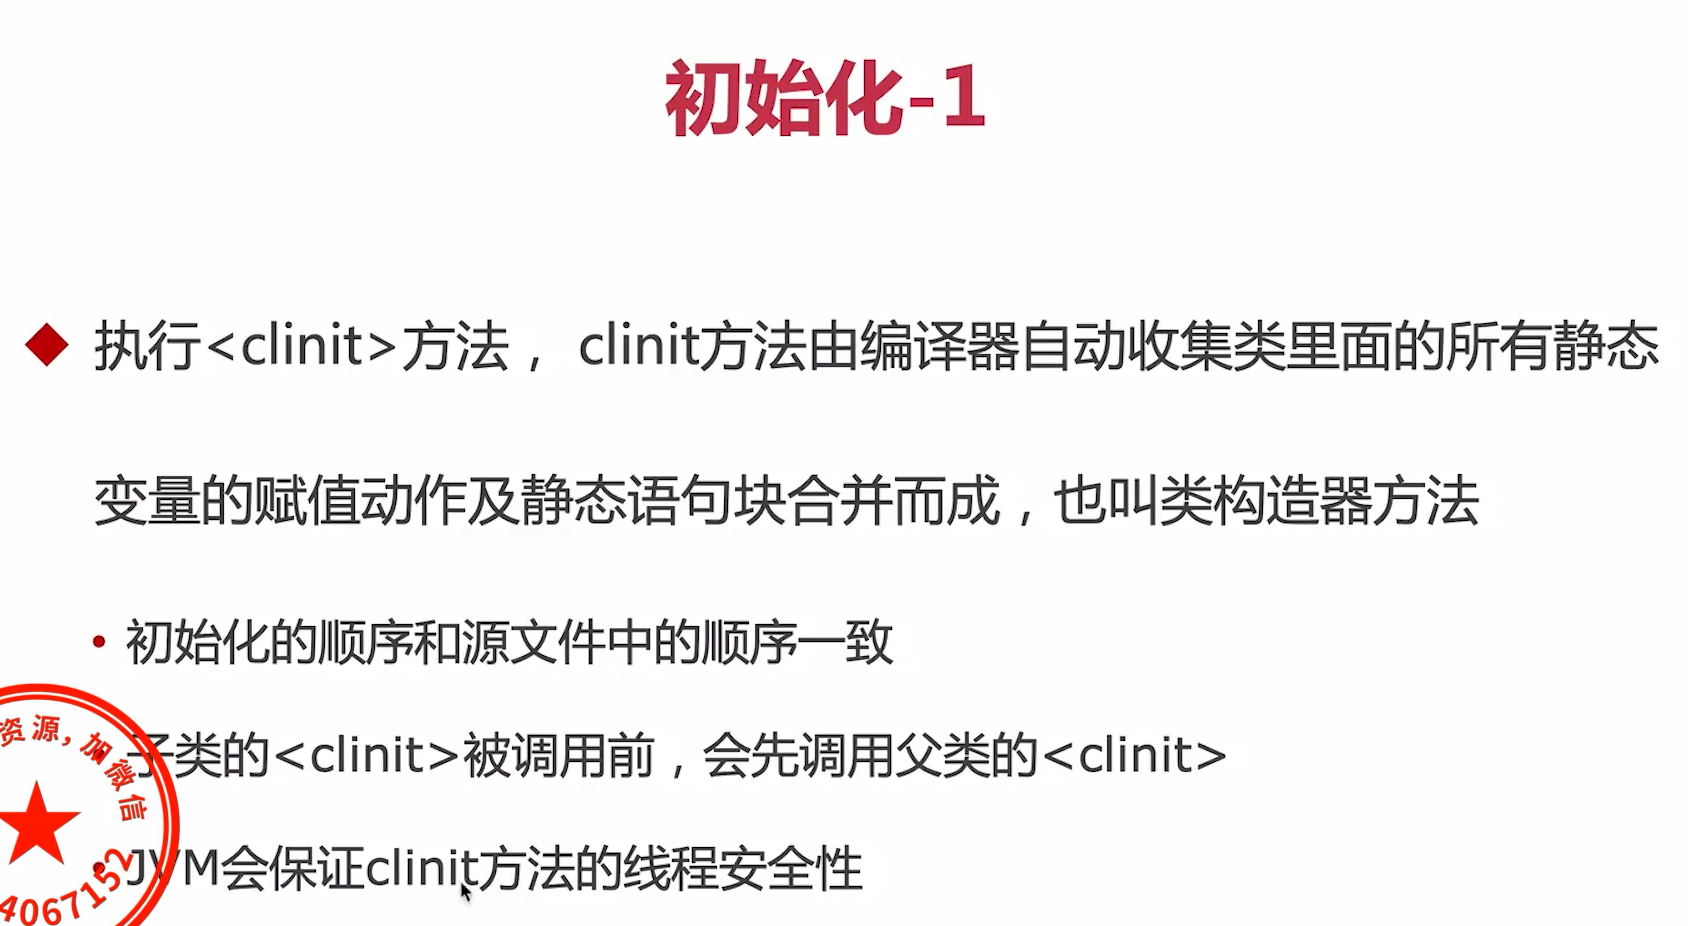 初始化-1
执行<clinit>方法，clinit方法由编译器自动收集类里面的所有静态
变量的赋值动作及静态语句块合并而成，也叫类构造器方法
初始化的顺序和源文件中的顺序一致
子类的<clinit>被调用前，会先调用父类的<clinit>
JVM会保证clinit方法的线程安全性
资源，加微信
4067152